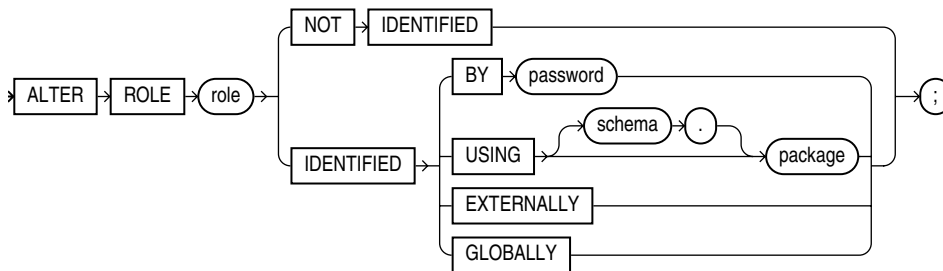 NOT IDENTIFIED
BY password
ALTER ROLE role ;
schema .
IDENTIFIED USING package
EXTERNALLY
GLOBALLY